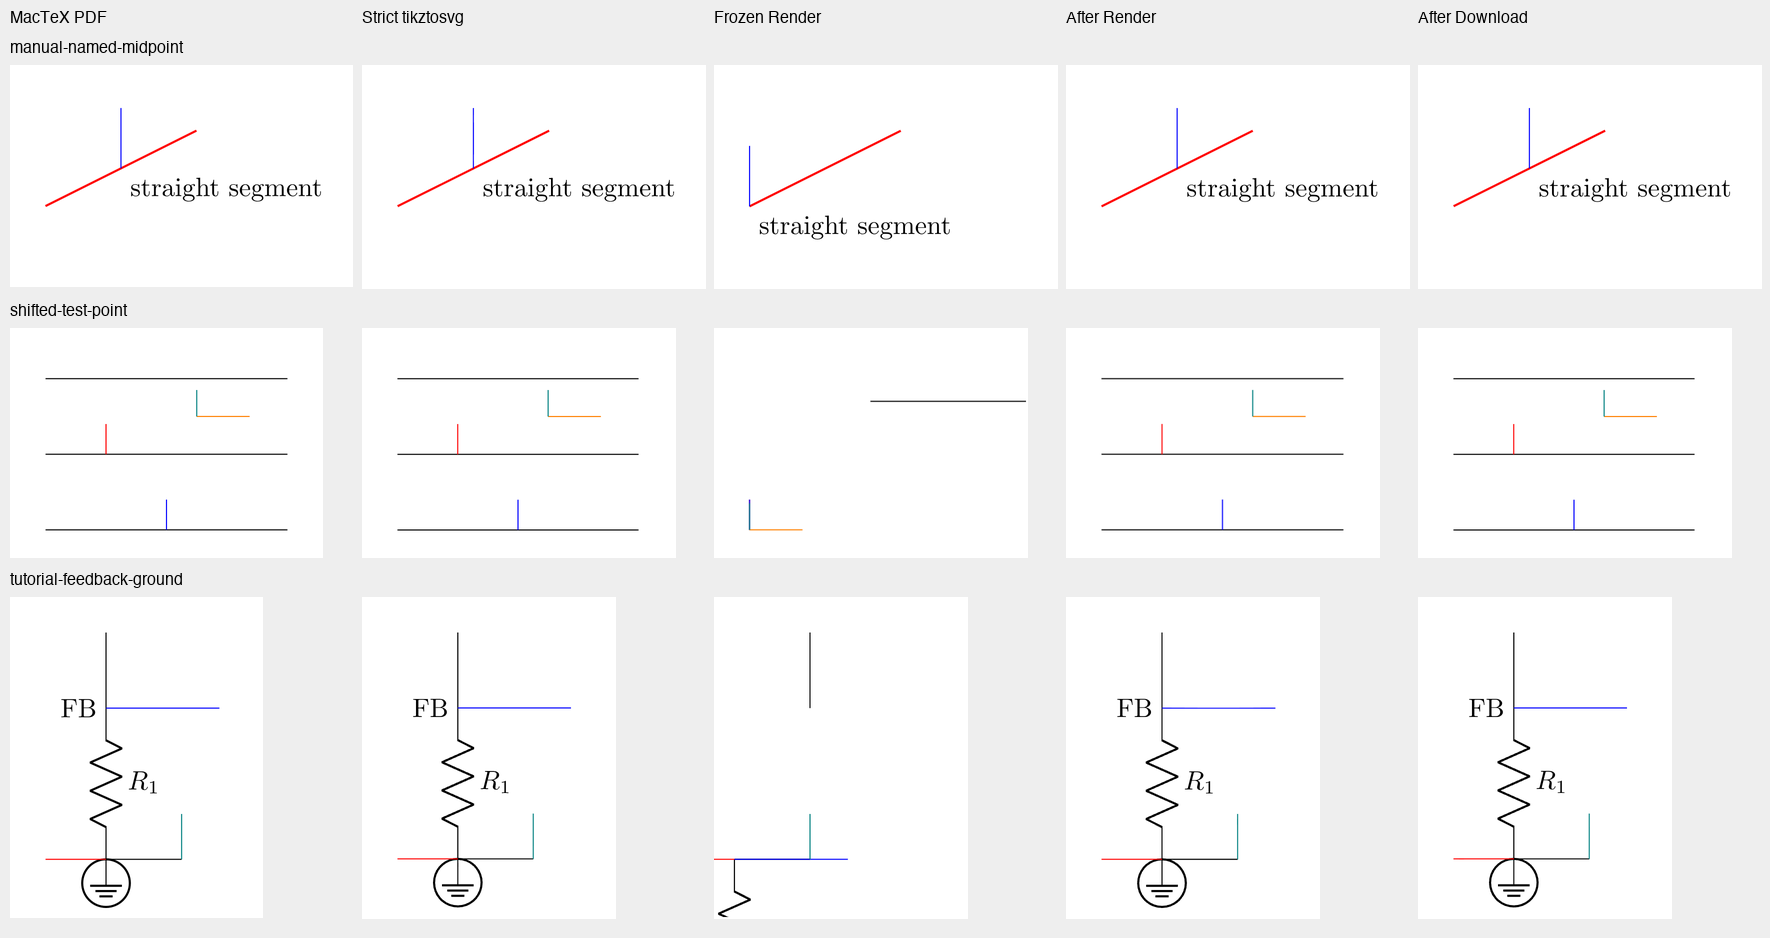 MacTeX PDF Strict tikztosvg Frozen Render After Render After Download
manual-named-midpoint
straight segment straight segment straight segment straight segment straight segment
shifted-test-point
tutorial-feedback-ground
FB FB FB FB
R1 R1 R1 R1